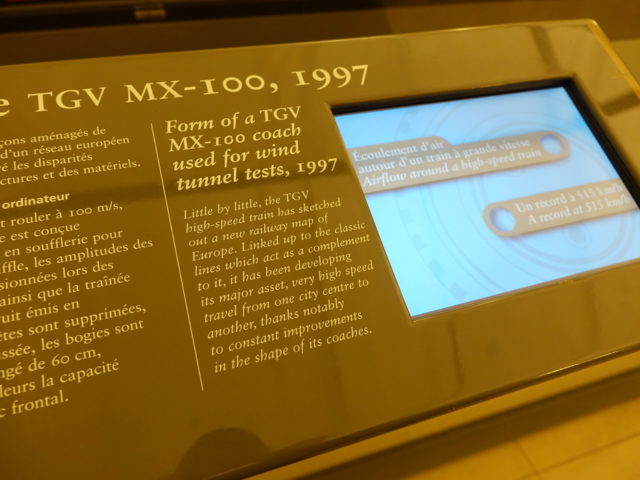 e TGV MX-100, 1997
çons aménagés de
d'un réseau européen
ré les disparités
ctures et des matériels.
ordinateur
t rouler à 100 m/s,
e est conçue
en soufflerie pour
ffle, les amplitudes des
sionnées lors des
ainsi que la traînée
ruit émis en
êtes sont supprimées,
ussée, les bogies sont
ngé de 60 cm,
leurs la capacité
c frontal.
Form of a TGV
MX-100 coach
used for wind
tunnel tests, 1997
Little by little, the TGV
high-speed train has sketched
out a new railway map of
Europe. Linked up to the classic
lines which act as a complement
to it, it has been developing
its major asset, very high speed
travel from one city centre to
another, thanks notably
to constant improvements
in the shape of its coaches.
Écoulement d'air
autour d'un train à grande vitesse
Airflow around a high-speed train
Un record à 515 km/h
A record at 515 km/h